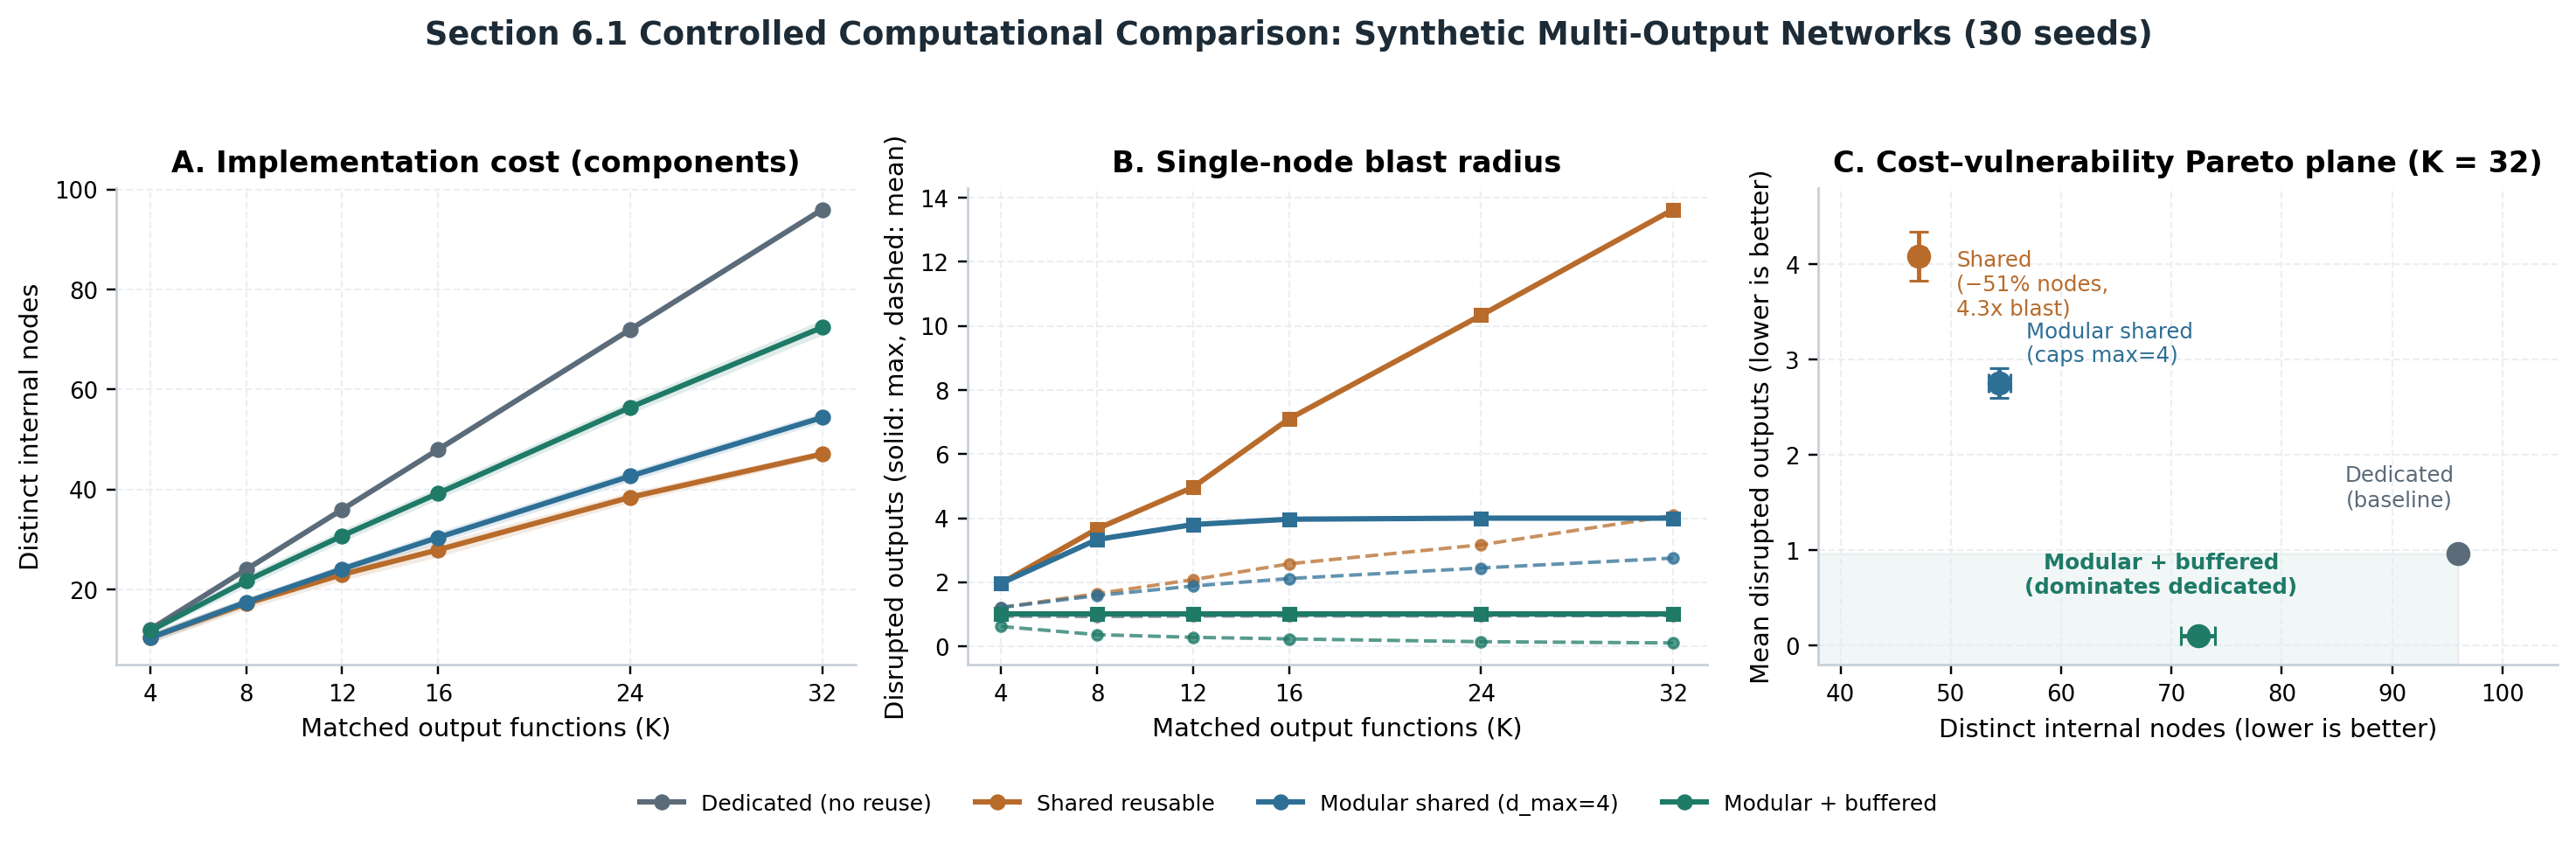 Section 6.1 Controlled Computational Comparison: Synthetic Multi-Output Networks (30 seeds)
A. Implementation cost (components)
Distinct internal nodes
100
80
60
40
20
4
8
12
16
24
32
Matched output functions (K)
B. Single-node blast radius
Disrupted outputs (solid: max, dashed: mean)
14
12
10
8
6
4
2
0
4
8
12
16
24
32
Matched output functions (K)
C. Cost–vulnerability Pareto plane (K = 32)
Mean disrupted outputs (lower is better)
4
3
2
1
0
Shared
(−51% nodes,
4.3x blast)
Modular shared
(caps max=4)
Dedicated
(baseline)
Modular + buffered
(dominates dedicated)
40
50
60
70
80
90
100
Distinct internal nodes (lower is better)
Dedicated (no reuse)
Shared reusable
Modular shared (d_max=4)
Modular + buffered